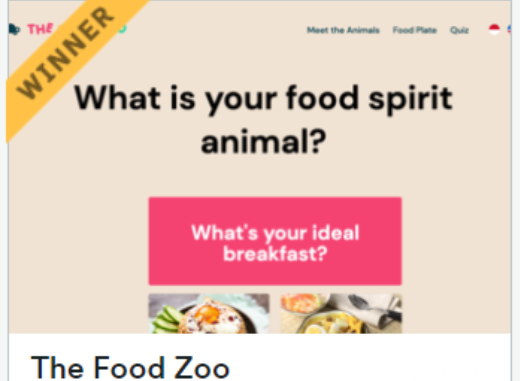 WINNER
THE
Meet the Animals Food Plate Quiz
What is your food spirit
animal?
What's your ideal
breakfast?
The Food Zoo